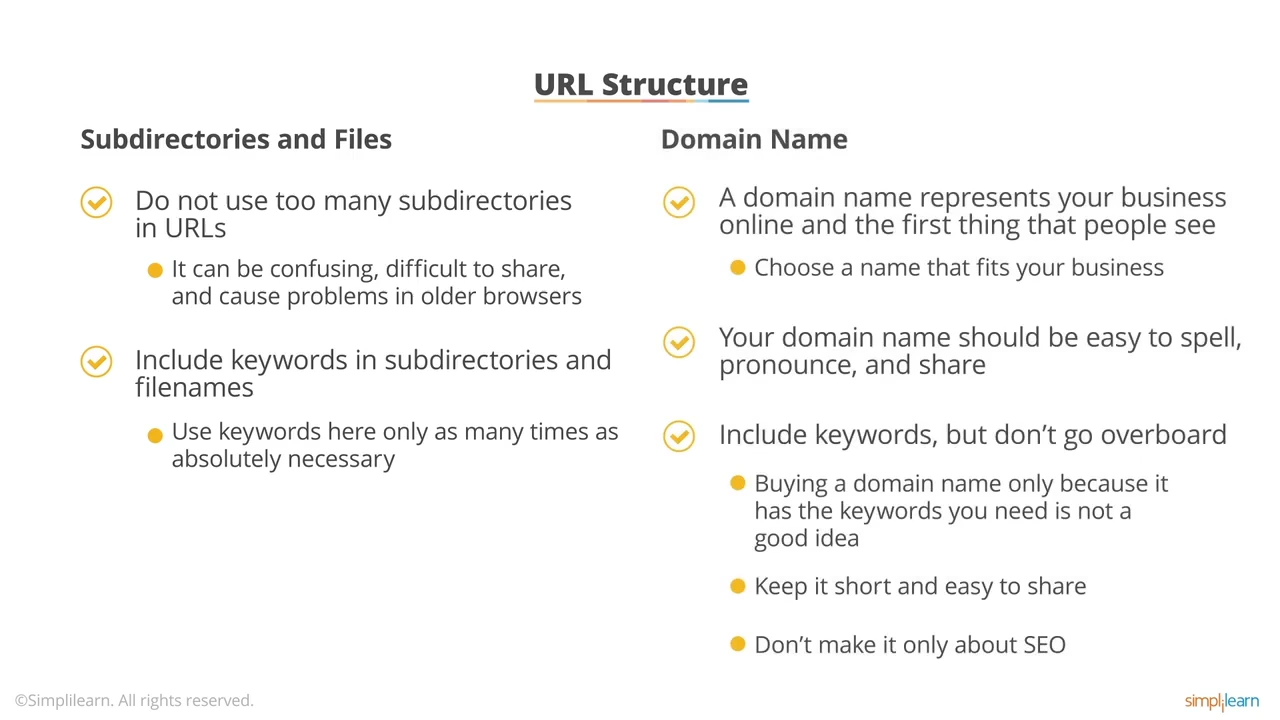 URL Structure
Subdirectories and Files
Do not use too many subdirectories
in URLs
It can be confusing, difficult to share,
and cause problems in older browsers
Include keywords in subdirectories and
filenames
Use keywords here only as many times as
absolutely necessary
Domain Name
A domain name represents your business
online and the first thing that people see
Choose a name that fits your business
Your domain name should be easy to spell,
pronounce, and share
Include keywords, but don’t go overboard
Buying a domain name only because it
has the keywords you need is not a
good idea
Keep it short and easy to share
Don’t make it only about SEO
©Simplilearn. All rights reserved.
simplilearn